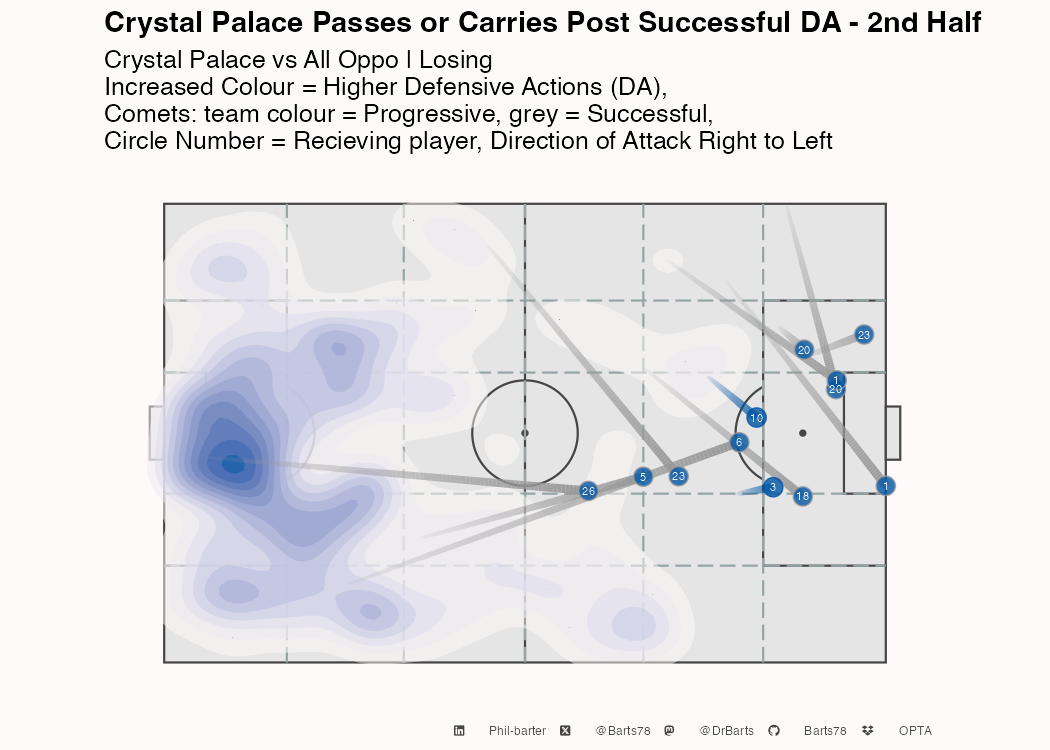 Crystal Palace Passes or Carries Post Successful DA - 2nd Half
Crystal Palace vs All Oppo | Losing
Increased Colour = Higher Defensive Actions (DA),
Comets: team colour = Progressive, grey = Successful,
Circle Number = Recieving player, Direction of Attack Right to Left
23
20
1
20
10
6
5
23
26
3
18
1
Phil-barter @Barts78 @DrBarts Barts78 OPTA